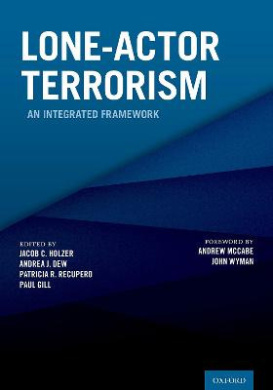 LONE-ACTOR
TERRORISM
AN INTEGRATED FRAMEWORK
EDITED BY
JACOB C. HOLZER
ANDREA J. DEW
PATRICIA R. RECUPERO
PAUL GILL
FOREWORD BY
ANDREW MCCABE
JOHN WYMAN
OXFORD